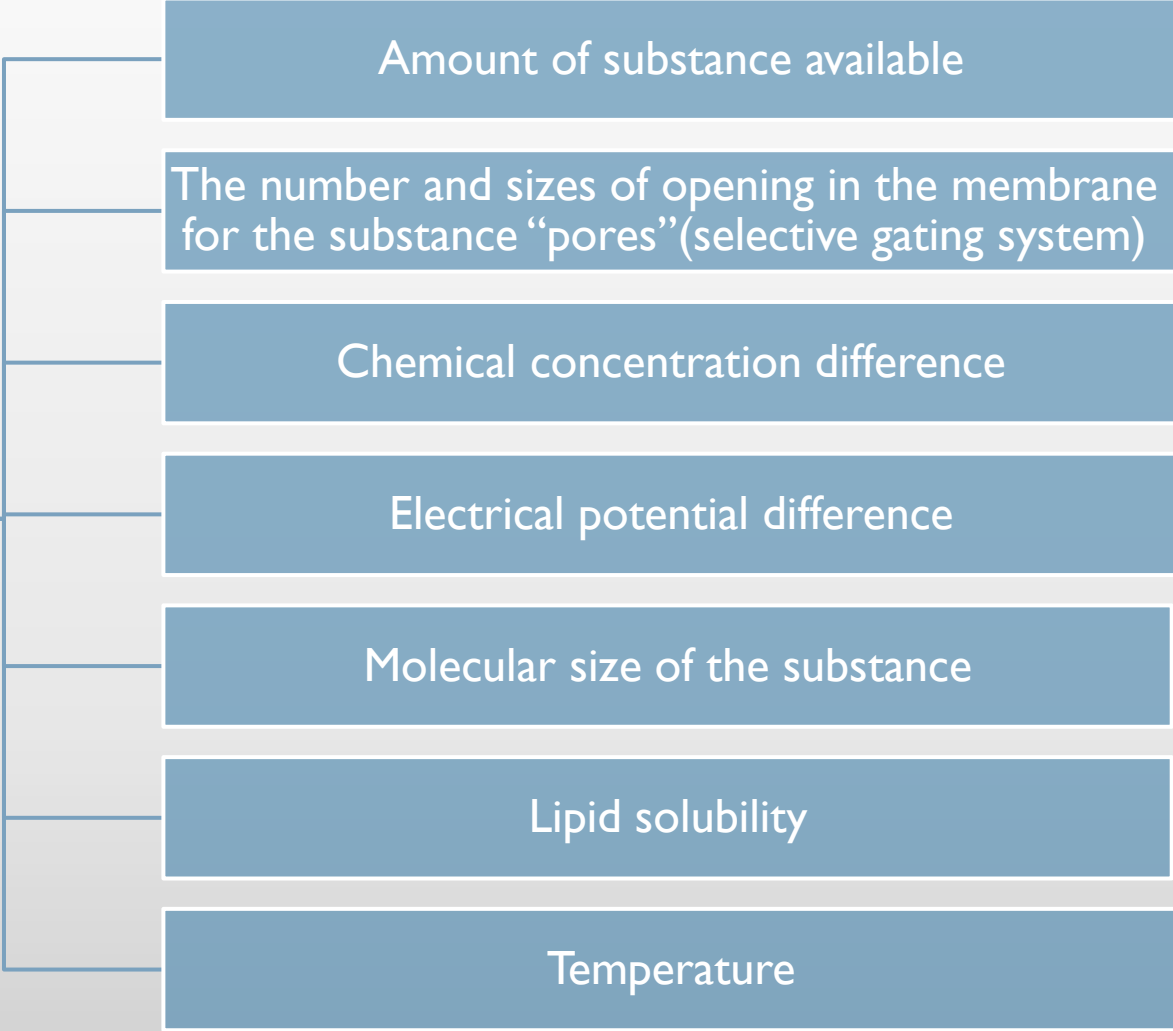 Amount of substance available
The number and sizes of opening in the membrane
for the substance “pores”(selective gating system)
Chemical concentration difference
Electrical potential difference
Molecular size of the substance
Lipid solubility
Temperature